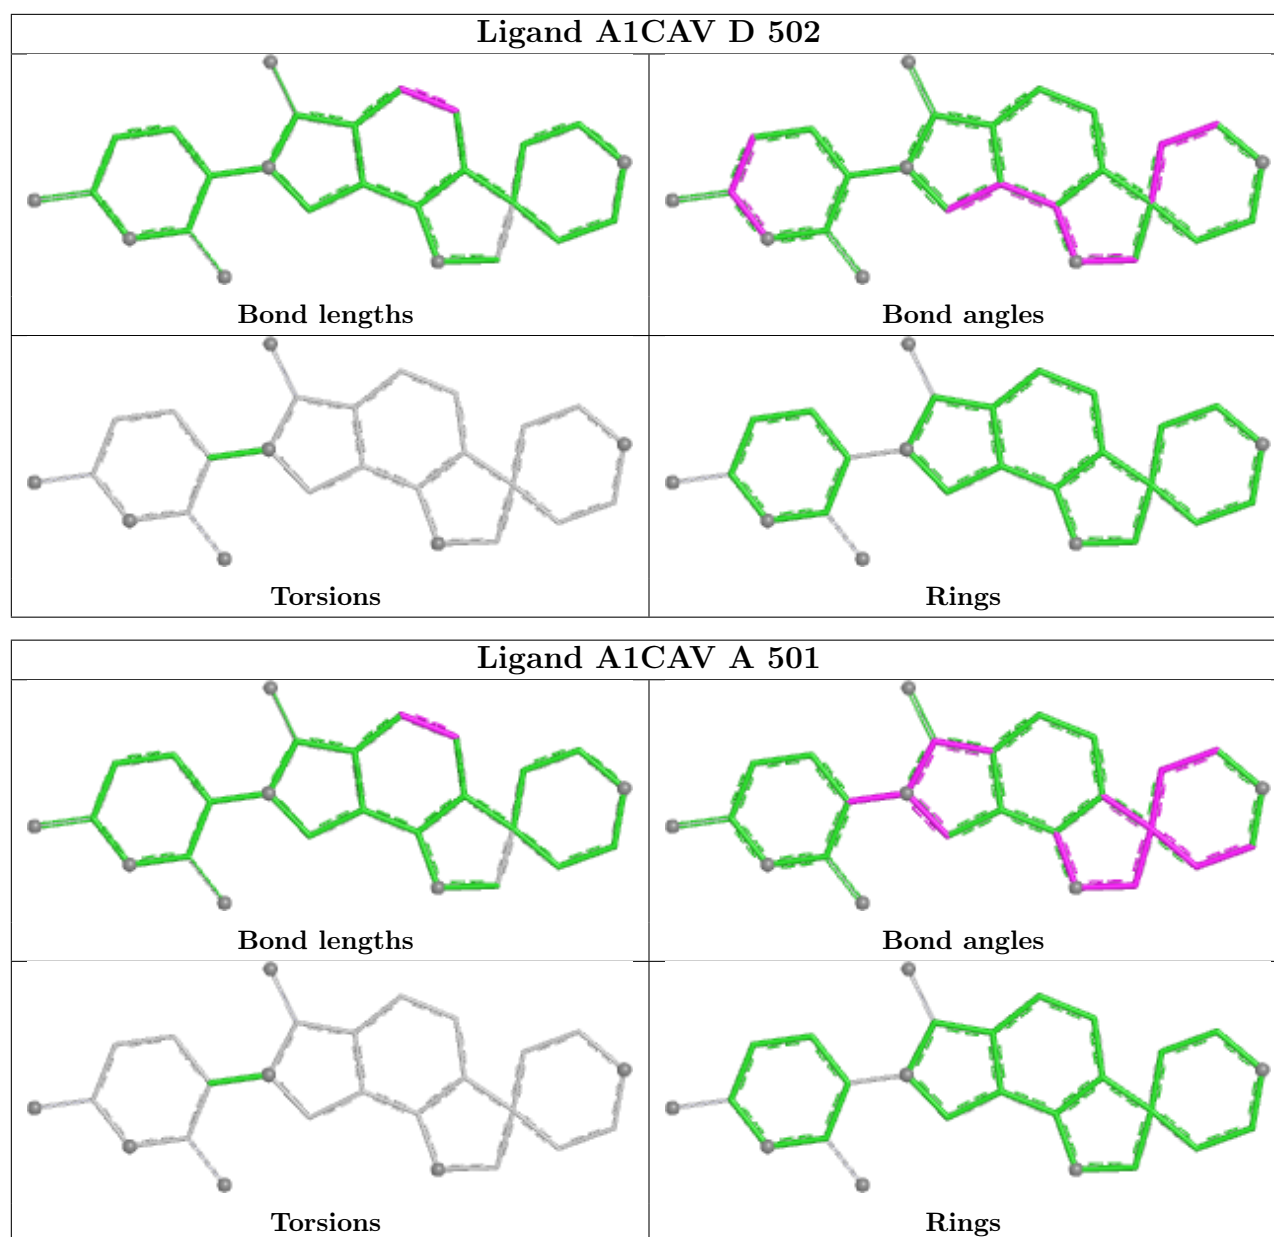 Ligand A1CAV D 502
Bond lengths
Bond angles
Torsions
Rings
Ligand A1CAV A 501
Bond lengths
Bond angles
Torsions
Rings